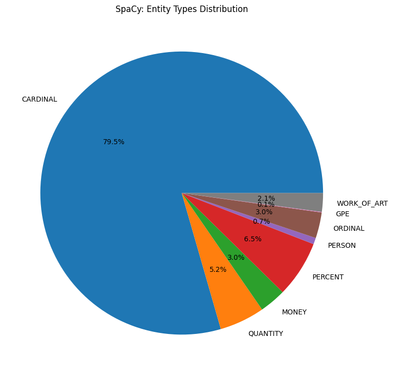 SpaCy: Entity Types Distribution
CARDINAL
79.5%
2.1%
WORK_OF_ART
0.1%
GPE
3.0%
ORDINAL
0.7%
PERSON
6.5%
PERCENT
3.0%
MONEY
5.2%
QUANTITY